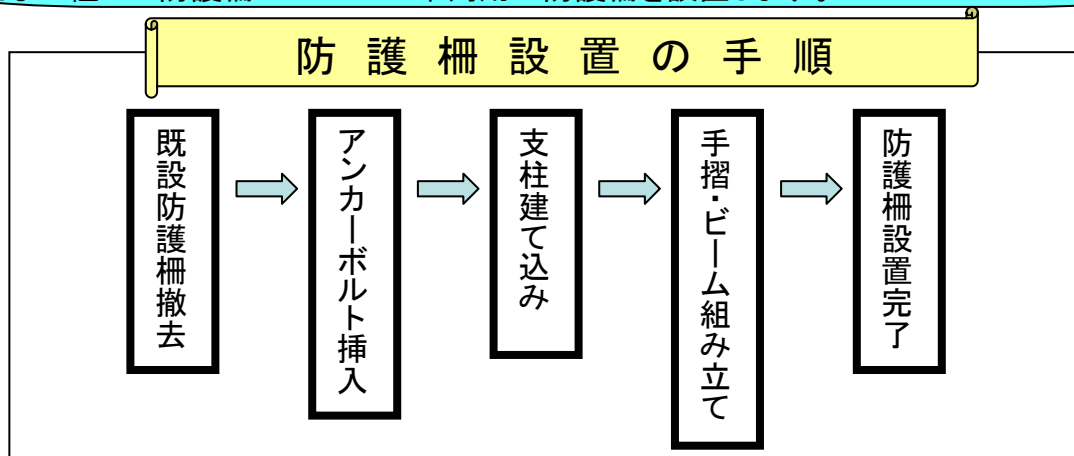 防護柵設置の手順
既設防護柵撤去
アンカーボルト挿入
支柱建て込み
手摺・ビーム組み立て
防護柵設置完了